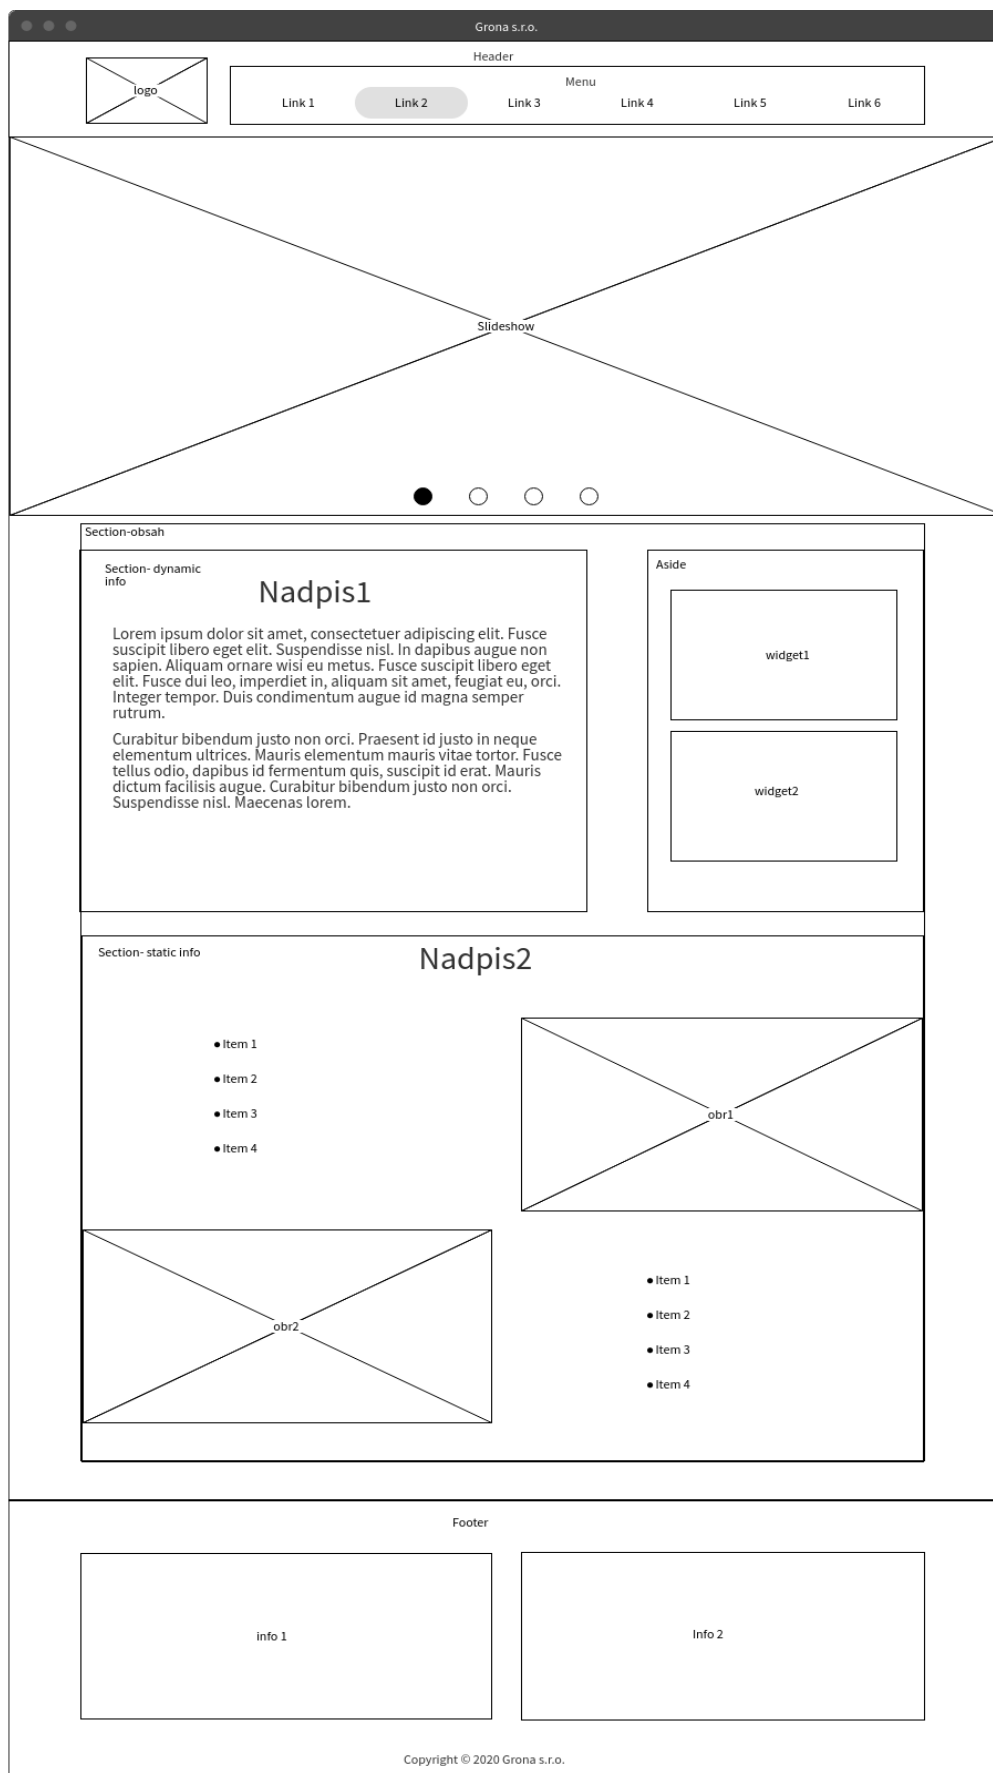 Grona s.r.o.
Header
logo
Menu
Link 1 Link 2 Link 3 Link 4 Link 5 Link 6
Slideshow
Section-obsah
Section- dynamic
info
Nadpis1
Lorem ipsum dolor sit amet, consectetuer adipiscing elit. Fusce
suscipit libero eget elit. Suspendisse nisl. In dapibus augue non
sapien. Aliquam ornare wisi eu metus. Fusce suscipit libero eget
elit. Fusce dui leo, imperdiet in, aliquam sit amet, feugiat eu, orci.
Integer tempor. Duis condimentum augue id magna semper
rutrum.
Curabitur bibendum justo non orci. Praesent id justo in neque
elementum ultrices. Mauris elementum mauris vitae tortor. Fusce
tellus odio, dapibus id fermentum quis, suscipit id erat. Mauris
dictum facilisis augue. Curabitur bibendum justo non orci.
Suspendisse nisl. Maecenas lorem.
Aside
widget1
widget2
Section- static info
Nadpis2
Item 1
Item 2
Item 3
Item 4
obr1
obr2
Item 1
Item 2
Item 3
Item 4
Footer
info 1
Info 2
Copyright © 2020 Grona s.r.o.